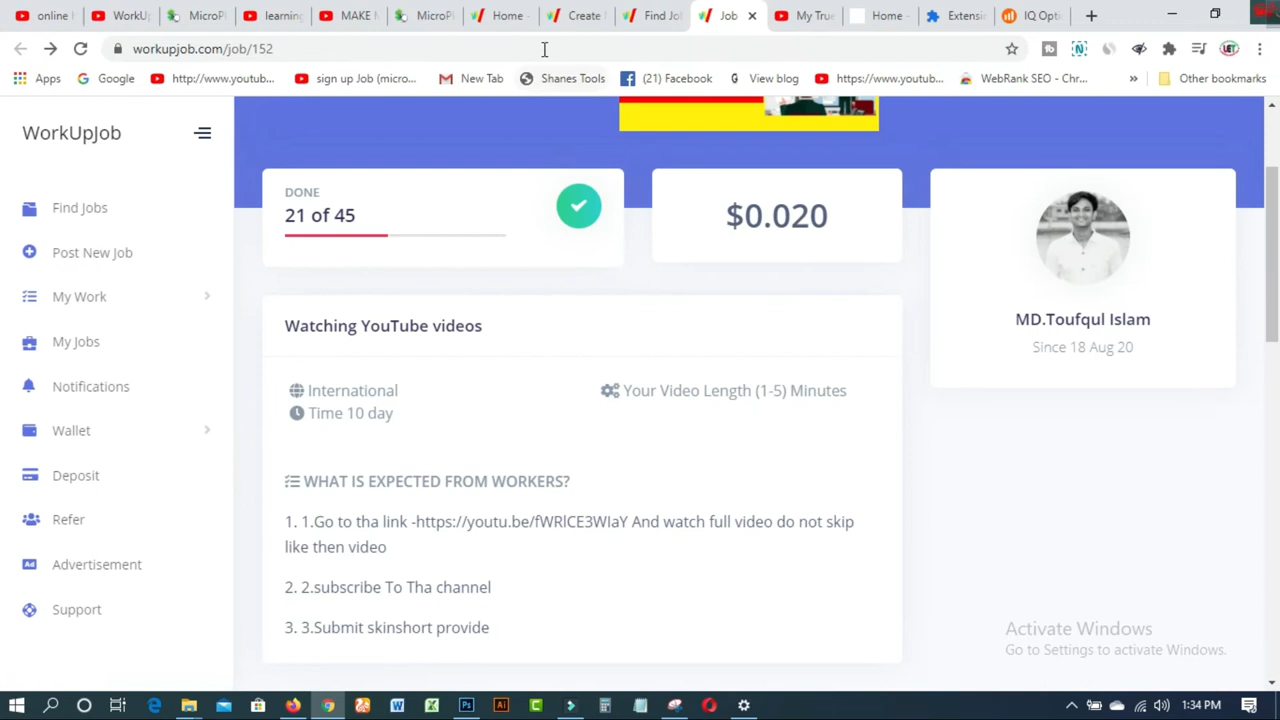 online f
WorkU
MicroP
learning
MAKE M
MicroPl
Home -
Create N
Find Jo
Job
My Tru
Home -
Extensi
IQ Opti
workupjob.com/job/152
Apps
Google
http://www.youtub...
sign up Job (micro...
New Tab
Shanes Tools
(21) Facebook
View blog
https://www.youtub...
WebRank SEO - Chr...
Other bookmarks
WorkUpJob
Find Jobs
Post New Job
My Work
My Jobs
Notifications
Wallet
Deposit
Refer
Advertisement
Support
DONE
21 of 45
$0.020
MD.Toufqul Islam
Since 18 Aug 20
Watching YouTube videos
International
Your Video Length (1-5) Minutes
Time 10 day
WHAT IS EXPECTED FROM WORKERS?
1. 1.Go to tha link -https://youtu.be/fWRlCE3WIaY And watch full video do not skip
like then video
2. 2.subscribe To Tha channel
3. 3.Submit skinshort provide
Activate Windows
Go to Settings to activate Windows.
1:34 PM